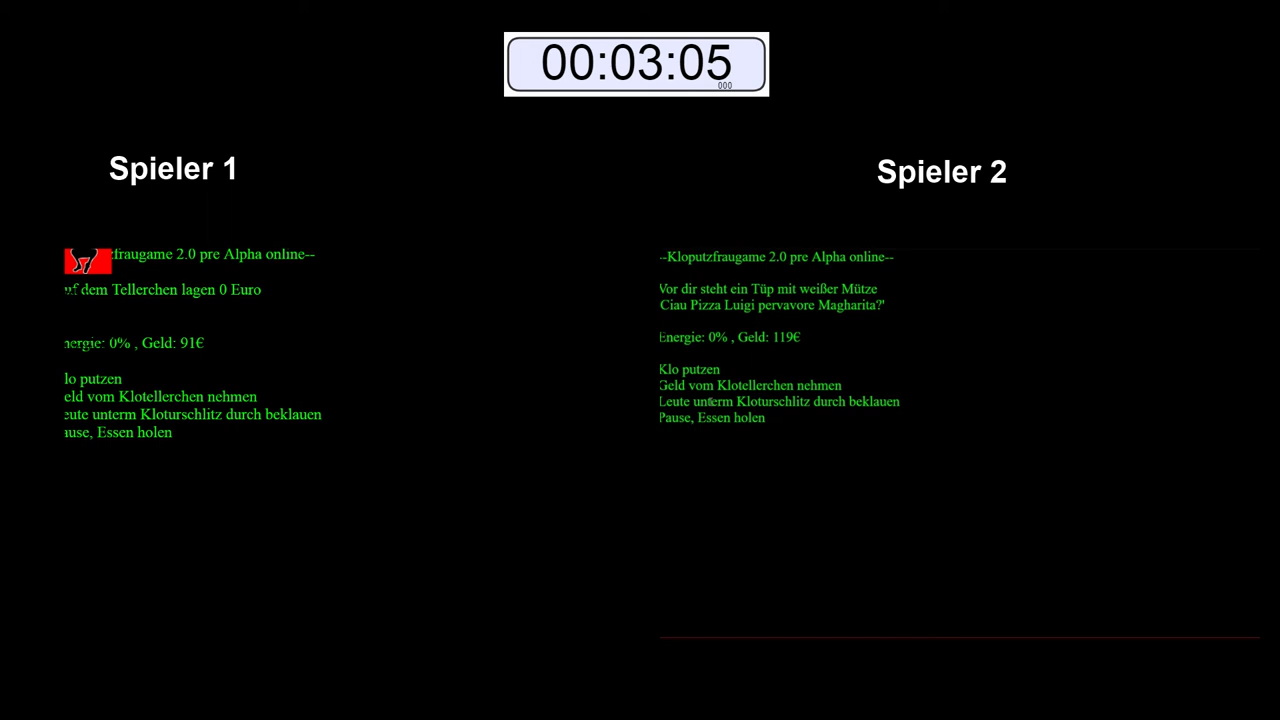 00:03:05
000
Spieler 1
Spieler 2
zfraugame 2.0 pre Alpha online--
uf dem Tellerchen lagen 0 Euro
nergie: 0% , Geld: 91€
lo putzen
eld vom Klotellerchen nehmen
eute unterm Kloturschlitz durch beklauen
ause, Essen holen
--Kloputzfraugame 2.0 pre Alpha online--
Vor dir steht ein Tüp mit weißer Mütze
'Ciau Pizza Luigi pervavore Magharita?'
Energie: 0% , Geld: 119€
Klo putzen
Geld vom Klotellerchen nehmen
Leute unterm Kloturschlitz durch beklauen
Pause, Essen holen